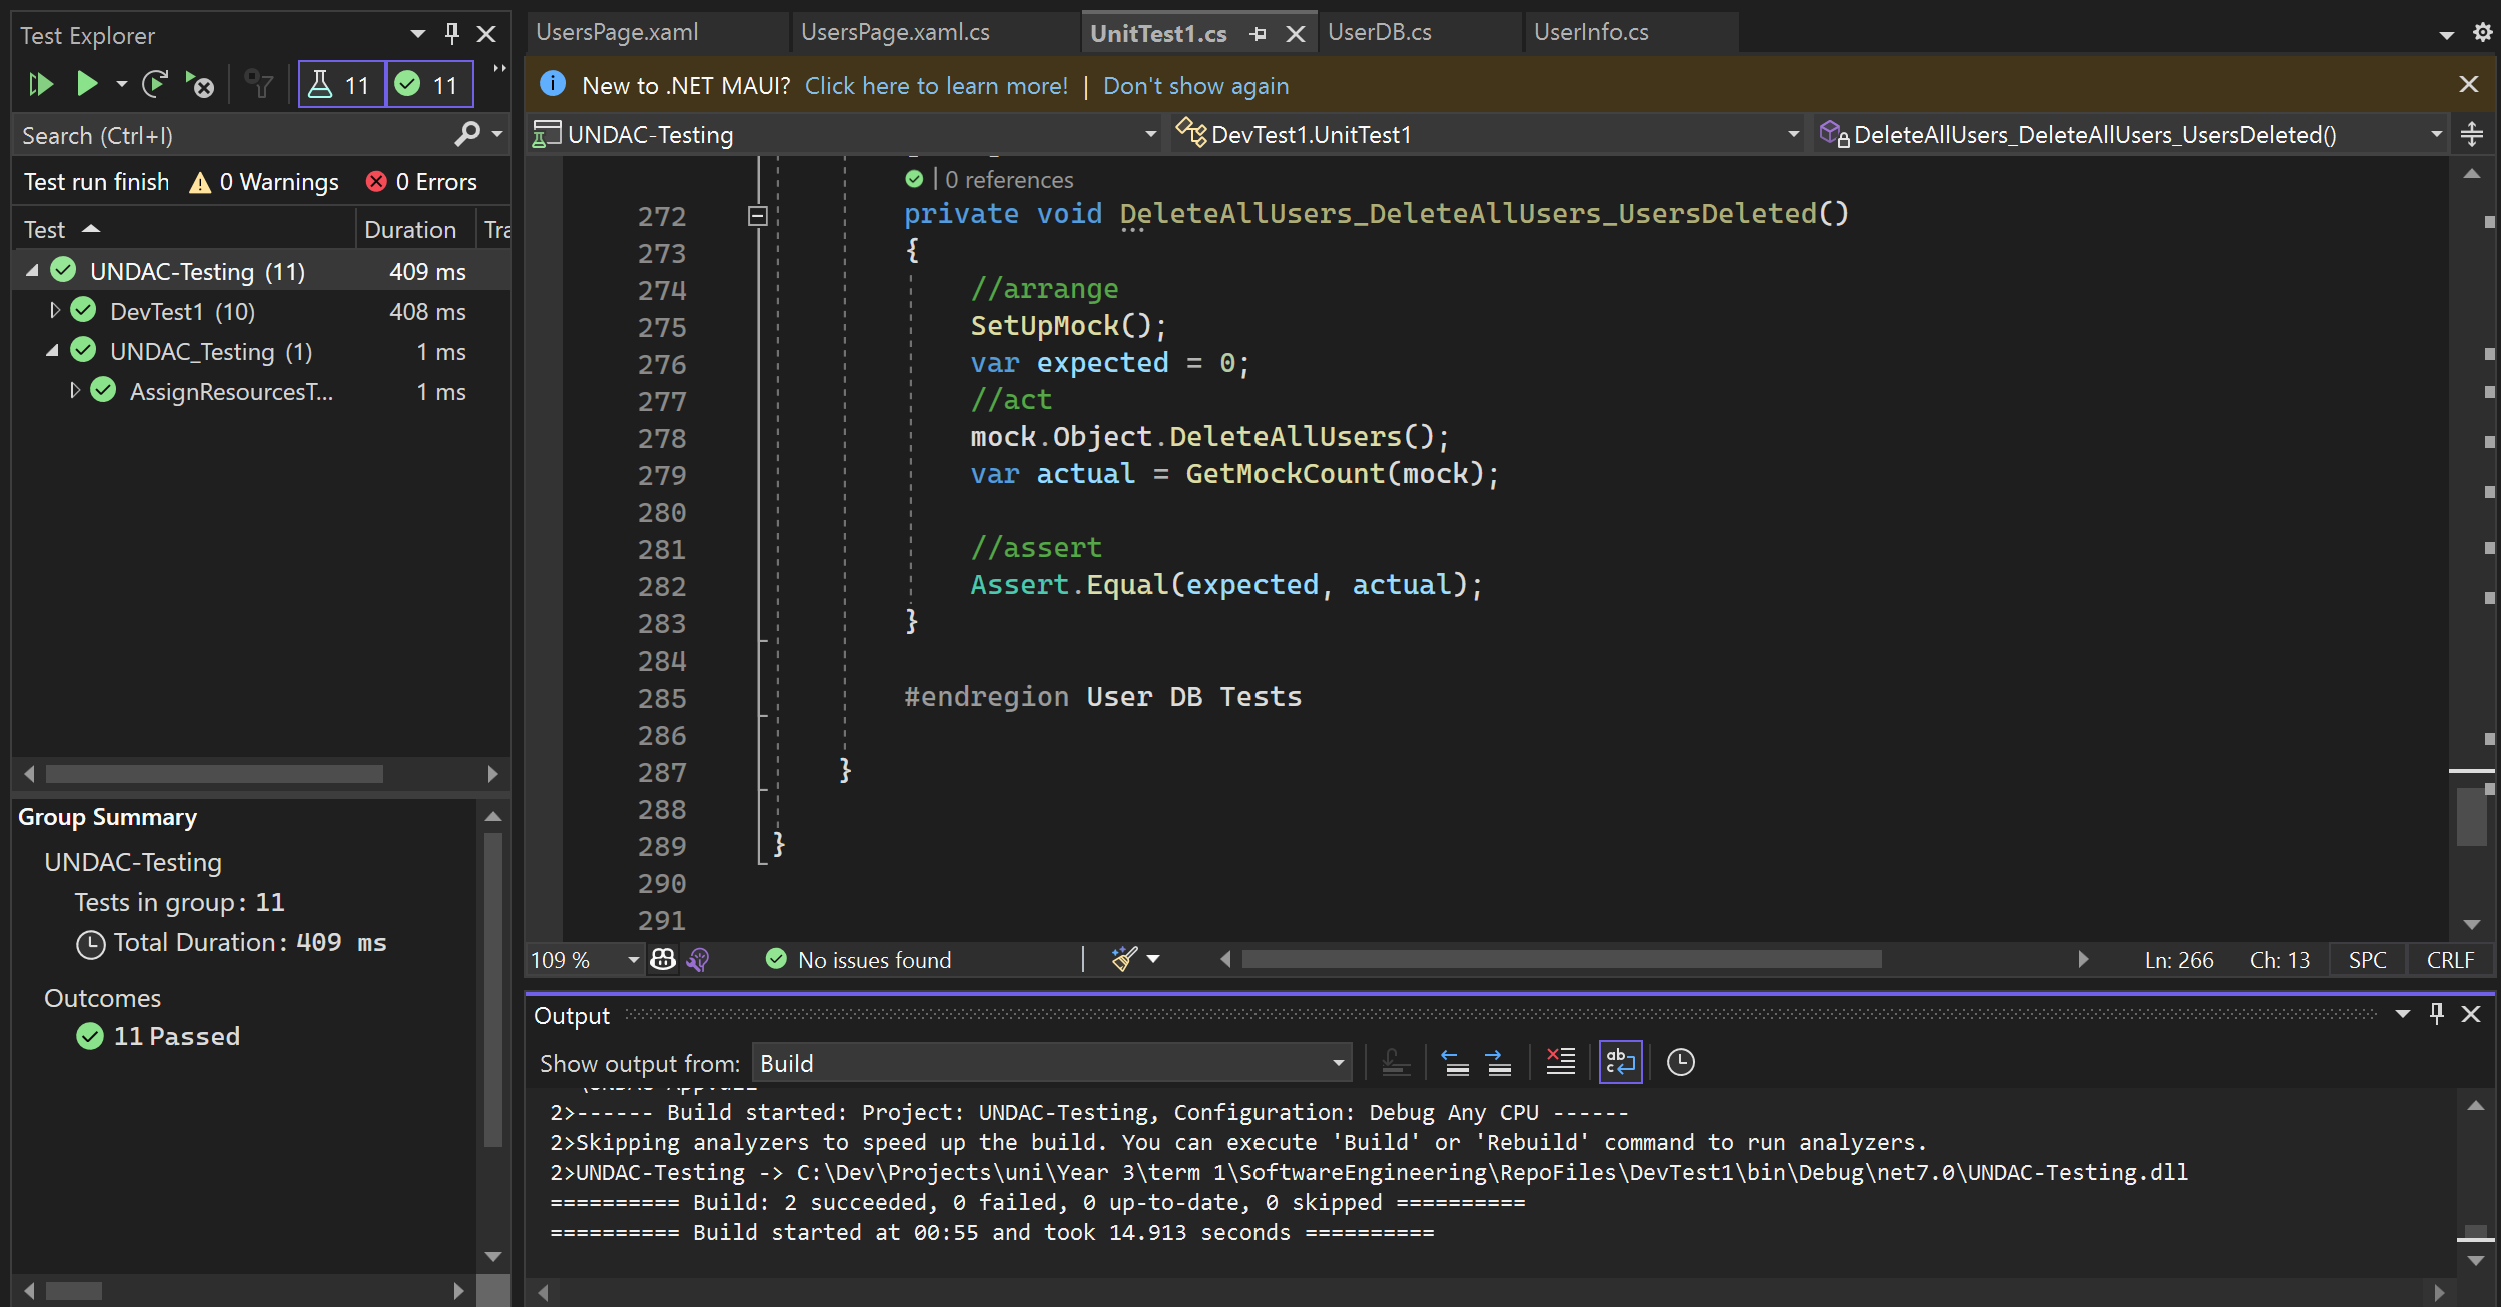 Test Explorer
11 11
Search (Ctrl+I)
Test run finish 0 Warnings 0 Errors
Test Duration Tra
UNDAC-Testing (11) 409 ms
DevTest1 (10) 408 ms
UNDAC_Testing (1) 1 ms
AssignResourcesT... 1 ms
Group Summary
UNDAC-Testing
Tests in group: 11
Total Duration: 409 ms
Outcomes
11 Passed
UsersPage.xaml UsersPage.xaml.cs UnitTest1.cs UserDB.cs UserInfo.cs
New to .NET MAUI? Click here to learn more! | Don't show again
UNDAC-Testing DevTest1.UnitTest1 DeleteAllUsers_DeleteAllUsers_UsersDeleted()
0 references
272 private void DeleteAllUsers_DeleteAllUsers_UsersDeleted()
273 {
274 //arrange
275 SetUpMock();
276 var expected = 0;
277 //act
278 mock.Object.DeleteAllUsers();
279 var actual = GetMockCount(mock);
280
281 //assert
282 Assert.Equal(expected, actual);
283 }
284
285 #endregion User DB Tests
286
287 }
288
289 }
290
291
109 % No issues found Ln: 266 Ch: 13 SPC CRLF
Output
Show output from: Build
2>------ Build started: Project: UNDAC-Testing, Configuration: Debug Any CPU ------
2>Skipping analyzers to speed up the build. You can execute 'Build' or 'Rebuild' command to run analyzers.
2>UNDAC-Testing -> C:\Dev\Projects\uni\Year 3\term 1\SoftwareEngineering\RepoFiles\DevTest1\bin\Debug\net7.0\UNDAC-Testing.dll
========== Build: 2 succeeded, 0 failed, 0 up-to-date, 0 skipped ==========
========== Build started at 00:55 and took 14.913 seconds ==========